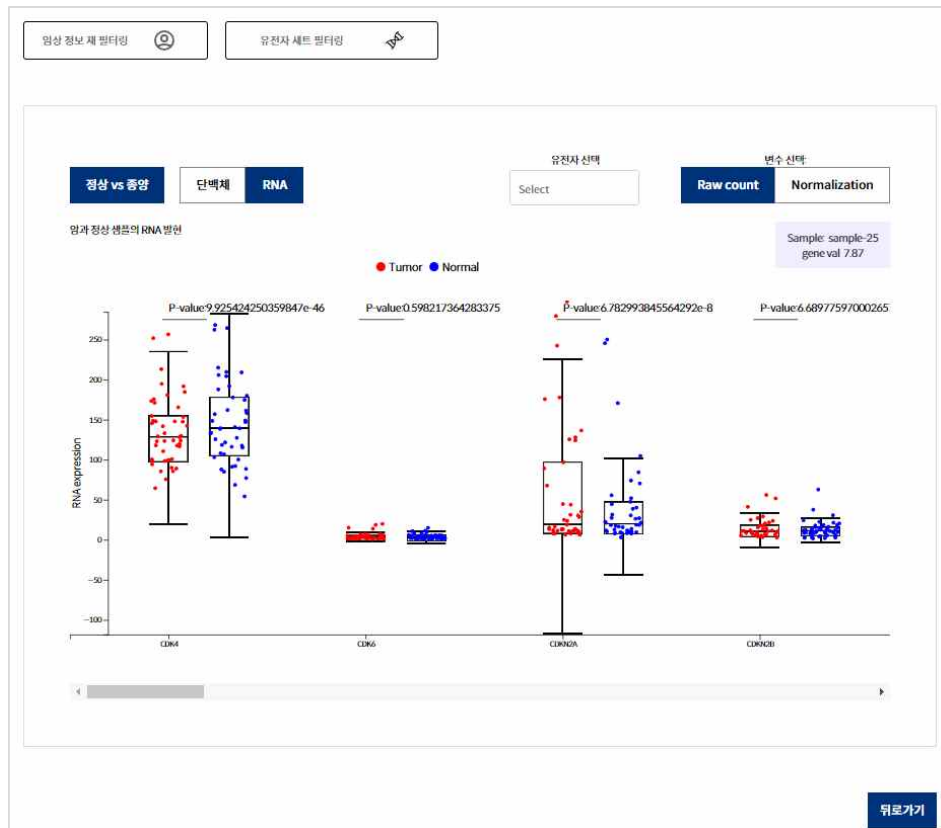 임상 정보 재 필터링
유전자 세트 필터링
유전자 선택
변수 선택:
정상 vs 종양
단백체
RNA
Select
Raw count
Normalization
암과 정상 샘플의 RNA 발현
Sample: sample-25
gene val 7.87
Tumor
Normal
P-value:9.925424250359847e-46
P-value:0.598217364283375
P-value:6.782993845564292e-8
P-value:6.68977597000265
250
200
150
100
50
0
-50
-100
RNA expression
CDK4
CDK6
CDKN2A
CDKN2B
뒤로가기